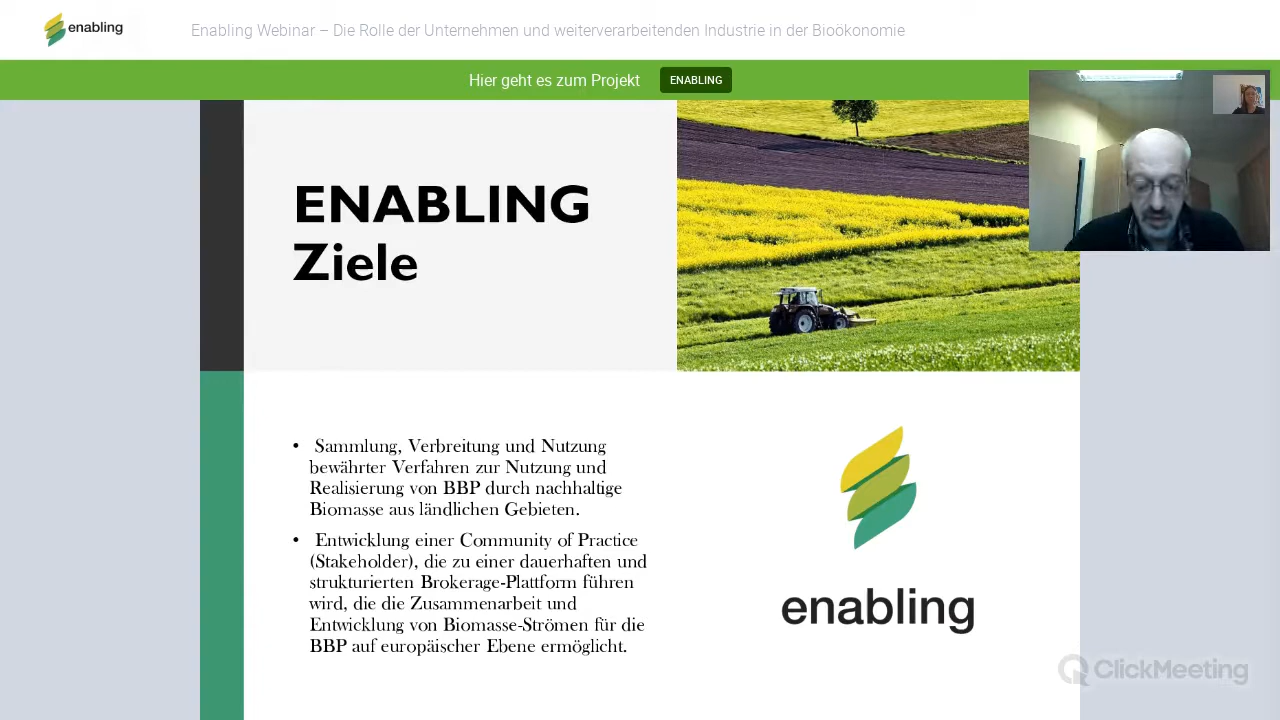 enabling
Enabling Webinar – Die Rolle der Unternehmen und weiterverarbeitenden Industrie in der Bioökonomie
Hier geht es zum Projekt
ENABLING
ENABLING
Ziele
• Sammlung, Verbreitung und Nutzung
bewährter Verfahren zur Nutzung und
Realisierung von BBP durch nachhaltige
Biomasse aus ländlichen Gebieten.
• Entwicklung einer Community of Practice
(Stakeholder), die zu einer dauerhaften und
strukturierten Brokerage-Plattform führen
wird, die die Zusammenarbeit und
Entwicklung von Biomasse-Strömen für die
BBP auf europäischer Ebene ermöglicht.
enabling
ClickMeeting